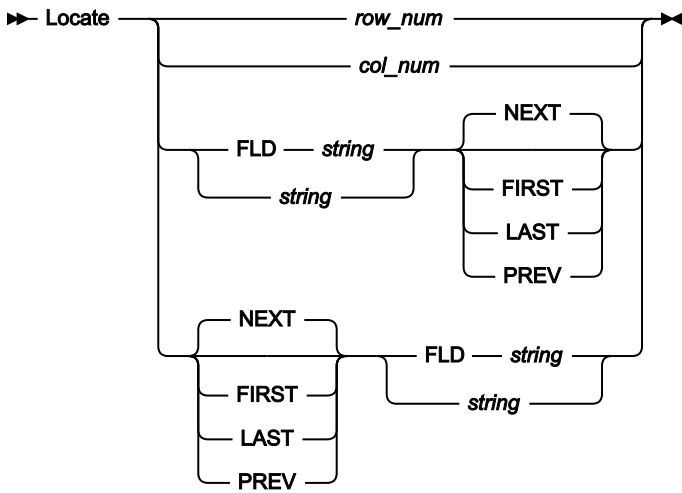 Locate row_num
col_num
NEXT
FLD string
string
FIRST
LAST
PREV
NEXT
FLD string
FIRST
string
LAST
PREV